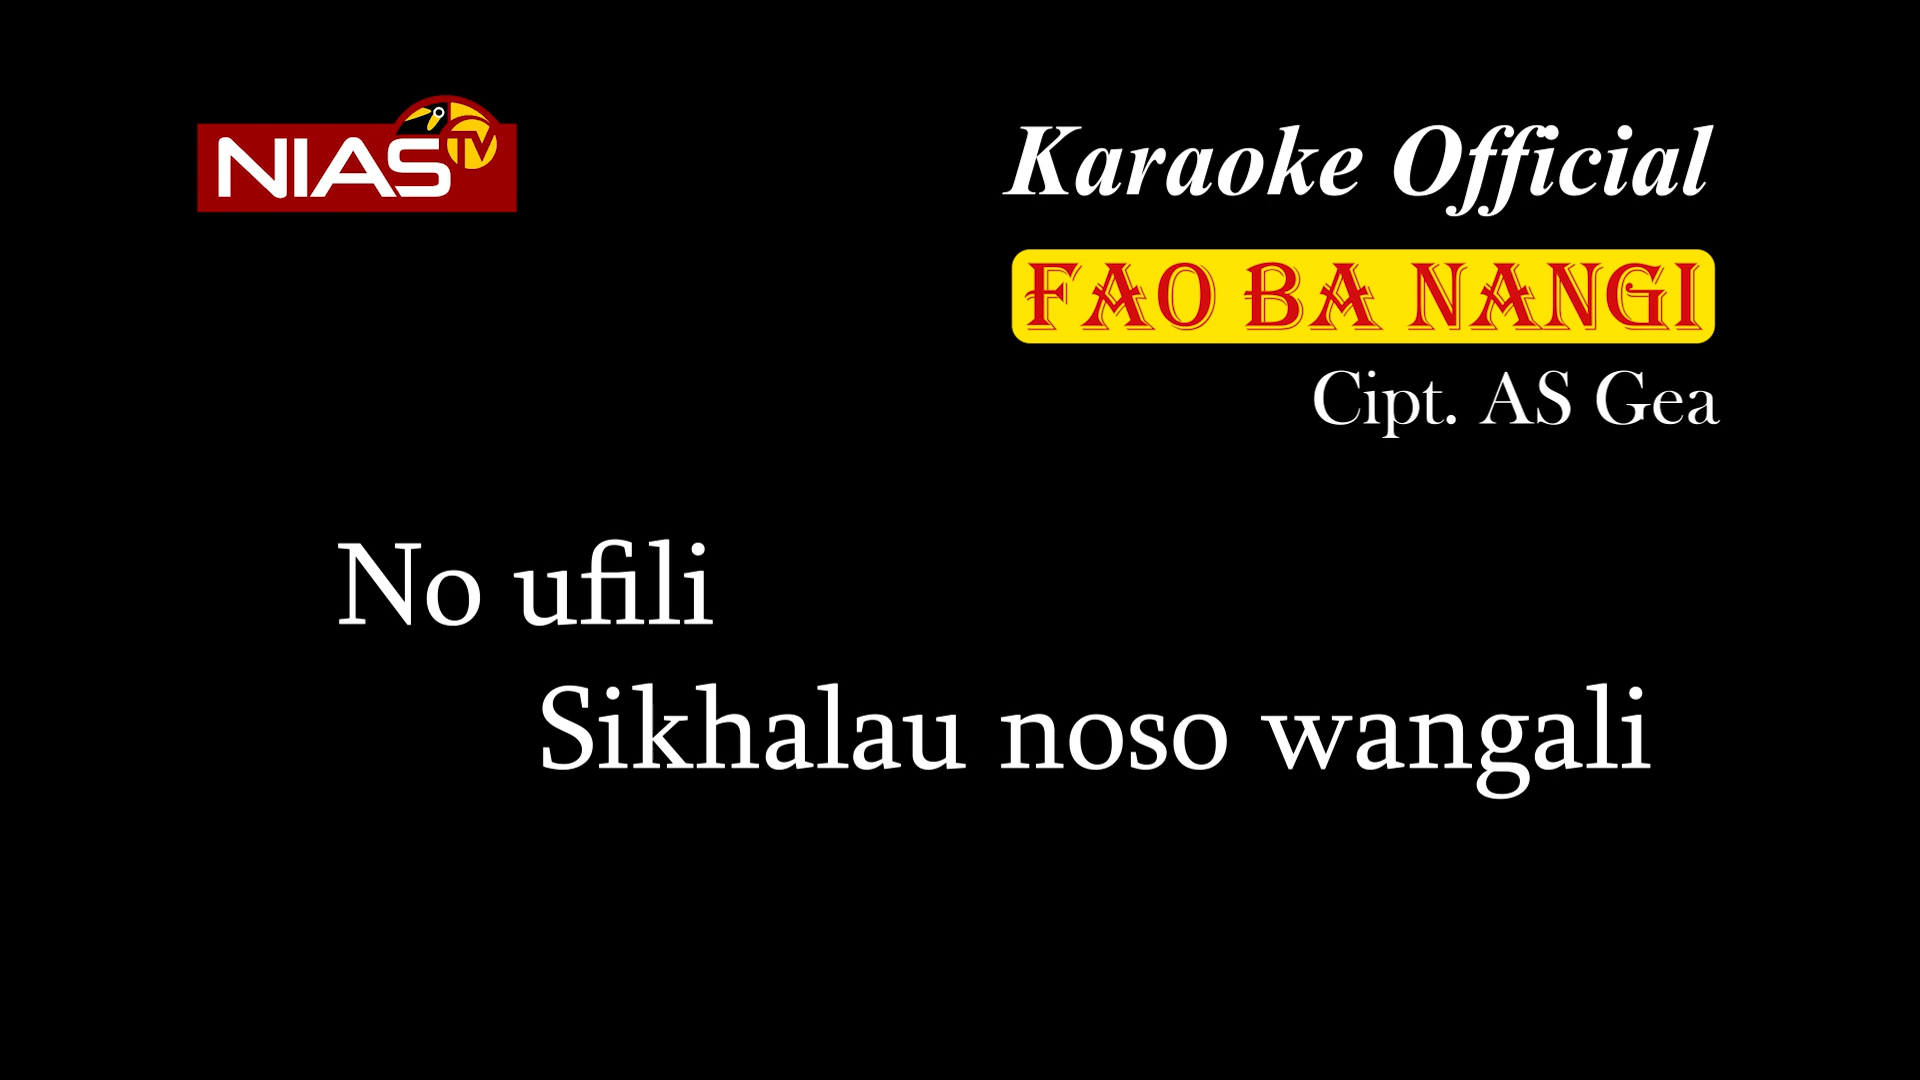 NIAS TV
Karaoke Official
FAO BA NANGI
Cipt. AS Gea
No ufili
Sikhalau noso wangali